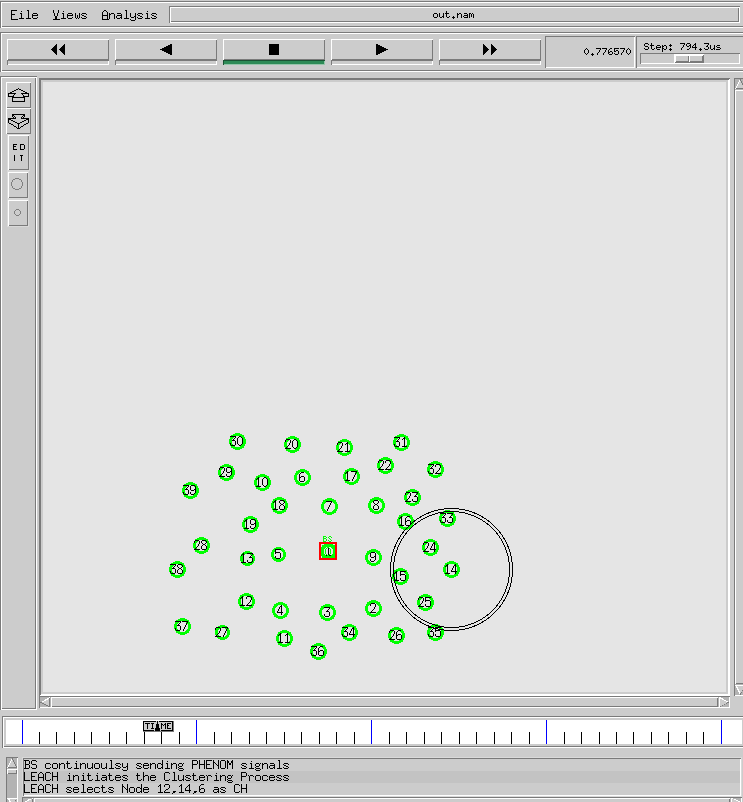 File Views Analysis out.nam
0.776570 Step: 794.3us
ED
IT
30 20 21 31
22 32
29 10 6 17
39 23
18 7 8
19 16 33
28 BS 24
13 5 1 9
38 15 14
12 4 3 2 25
37 27 11 34 26 35
36
TIME
BS continuoulsy sending PHENOM signals
LEACH initiates the Clustering Process
LEACH selects Node 12,14,6 as CH